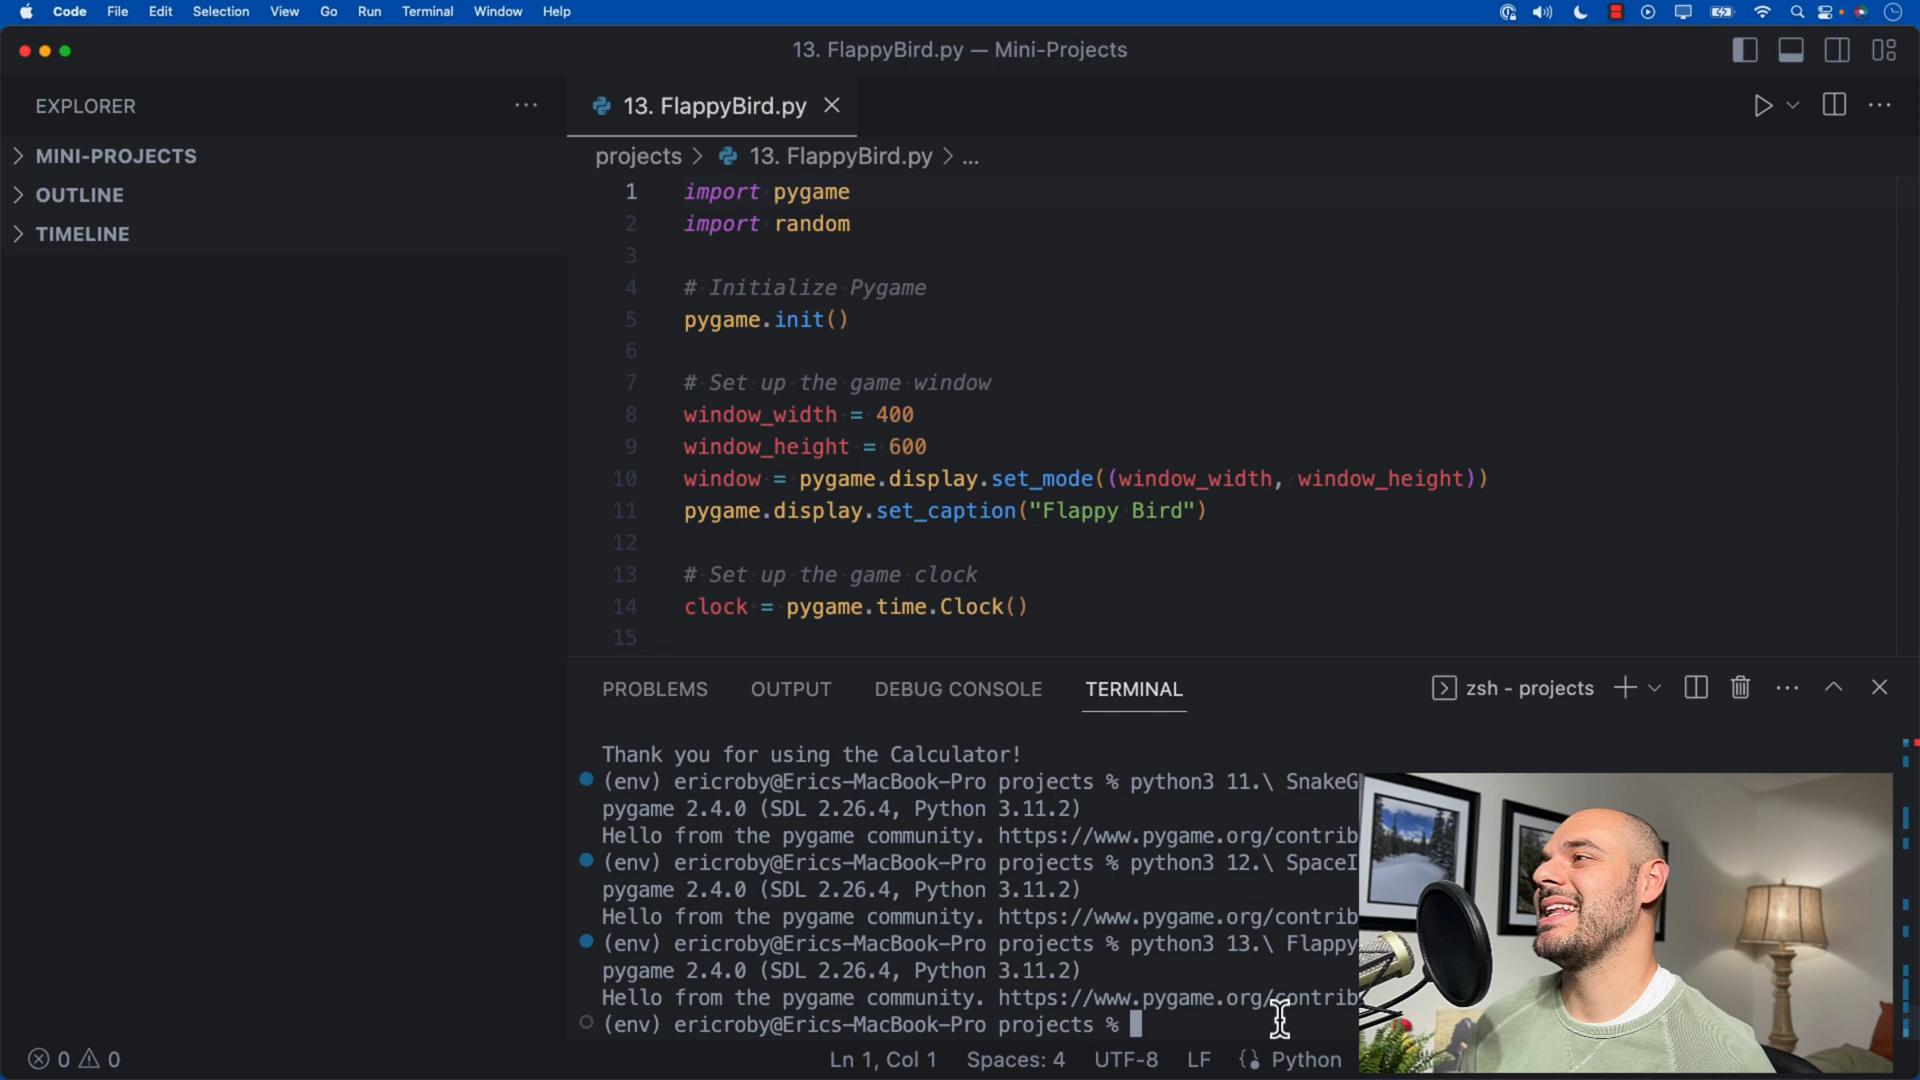 Code File Edit Selection View Go Run Terminal Window Help
13. FlappyBird.py — Mini-Projects
EXPLORER
MINI-PROJECTS
OUTLINE
TIMELINE
13. FlappyBird.py
projects > 13. FlappyBird.py > ...
1 import pygame
2 import random
3
4 # Initialize Pygame
5 pygame.init()
6
7 # Set up the game window
8 window_width = 400
9 window_height = 600
10 window = pygame.display.set_mode((window_width, window_height))
11 pygame.display.set_caption("Flappy Bird")
12
13 # Set up the game clock
14 clock = pygame.time.Clock()
15
PROBLEMS OUTPUT DEBUG CONSOLE TERMINAL
zsh - projects
Thank you for using the Calculator!
(env) ericroby@Erics-MacBook-Pro projects % python3 11.\ SnakeG
pygame 2.4.0 (SDL 2.26.4, Python 3.11.2)
Hello from the pygame community. https://www.pygame.org/contrib
(env) ericroby@Erics-MacBook-Pro projects % python3 12.\ SpaceI
pygame 2.4.0 (SDL 2.26.4, Python 3.11.2)
Hello from the pygame community. https://www.pygame.org/contrib
(env) ericroby@Erics-MacBook-Pro projects % python3 13.\ Flappy
pygame 2.4.0 (SDL 2.26.4, Python 3.11.2)
Hello from the pygame community. https://www.pygame.org/contrib
(env) ericroby@Erics-MacBook-Pro projects %
0 0 Ln 1, Col 1 Spaces: 4 UTF-8 LF Python